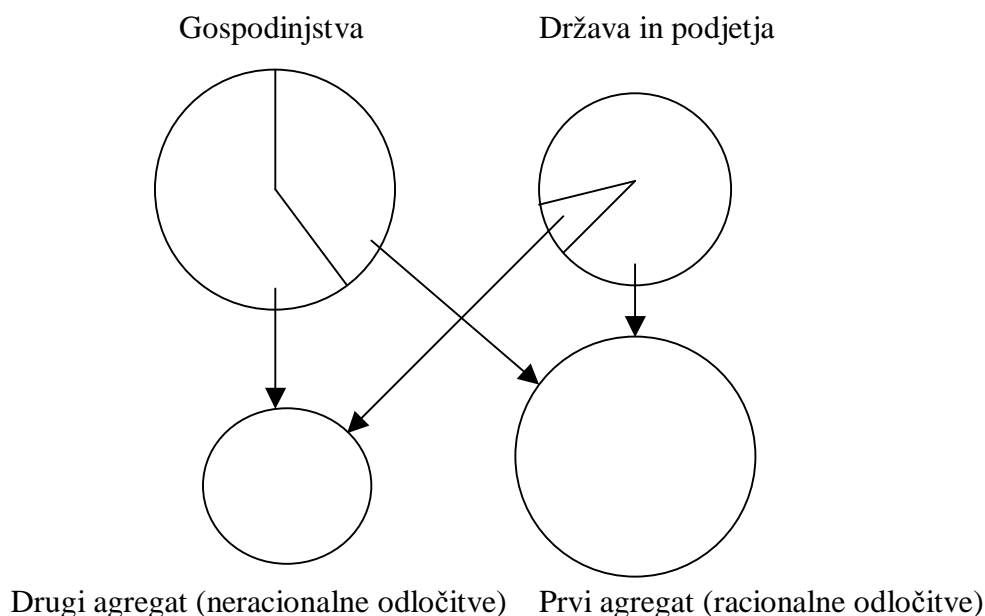 Gospodinjstva
Država in podjetja
Drugi agregat (neracionalne odločitve)
Prvi agregat (racionalne odločitve)